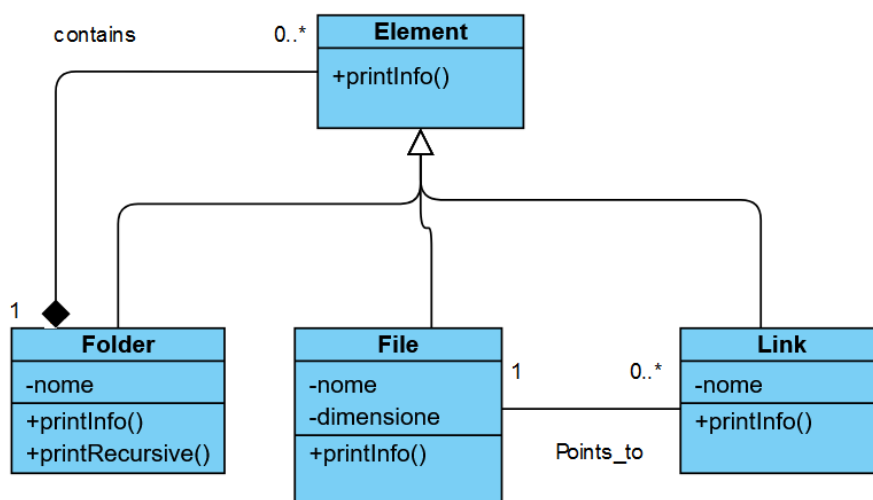 contains
0..*
Element
+printInfo()
1
Folder
-nome
+printInfo()
+printRecursive()
File
-nome
-dimensione
+printInfo()
1
0..*
Points_to
Link
-nome
+printInfo()